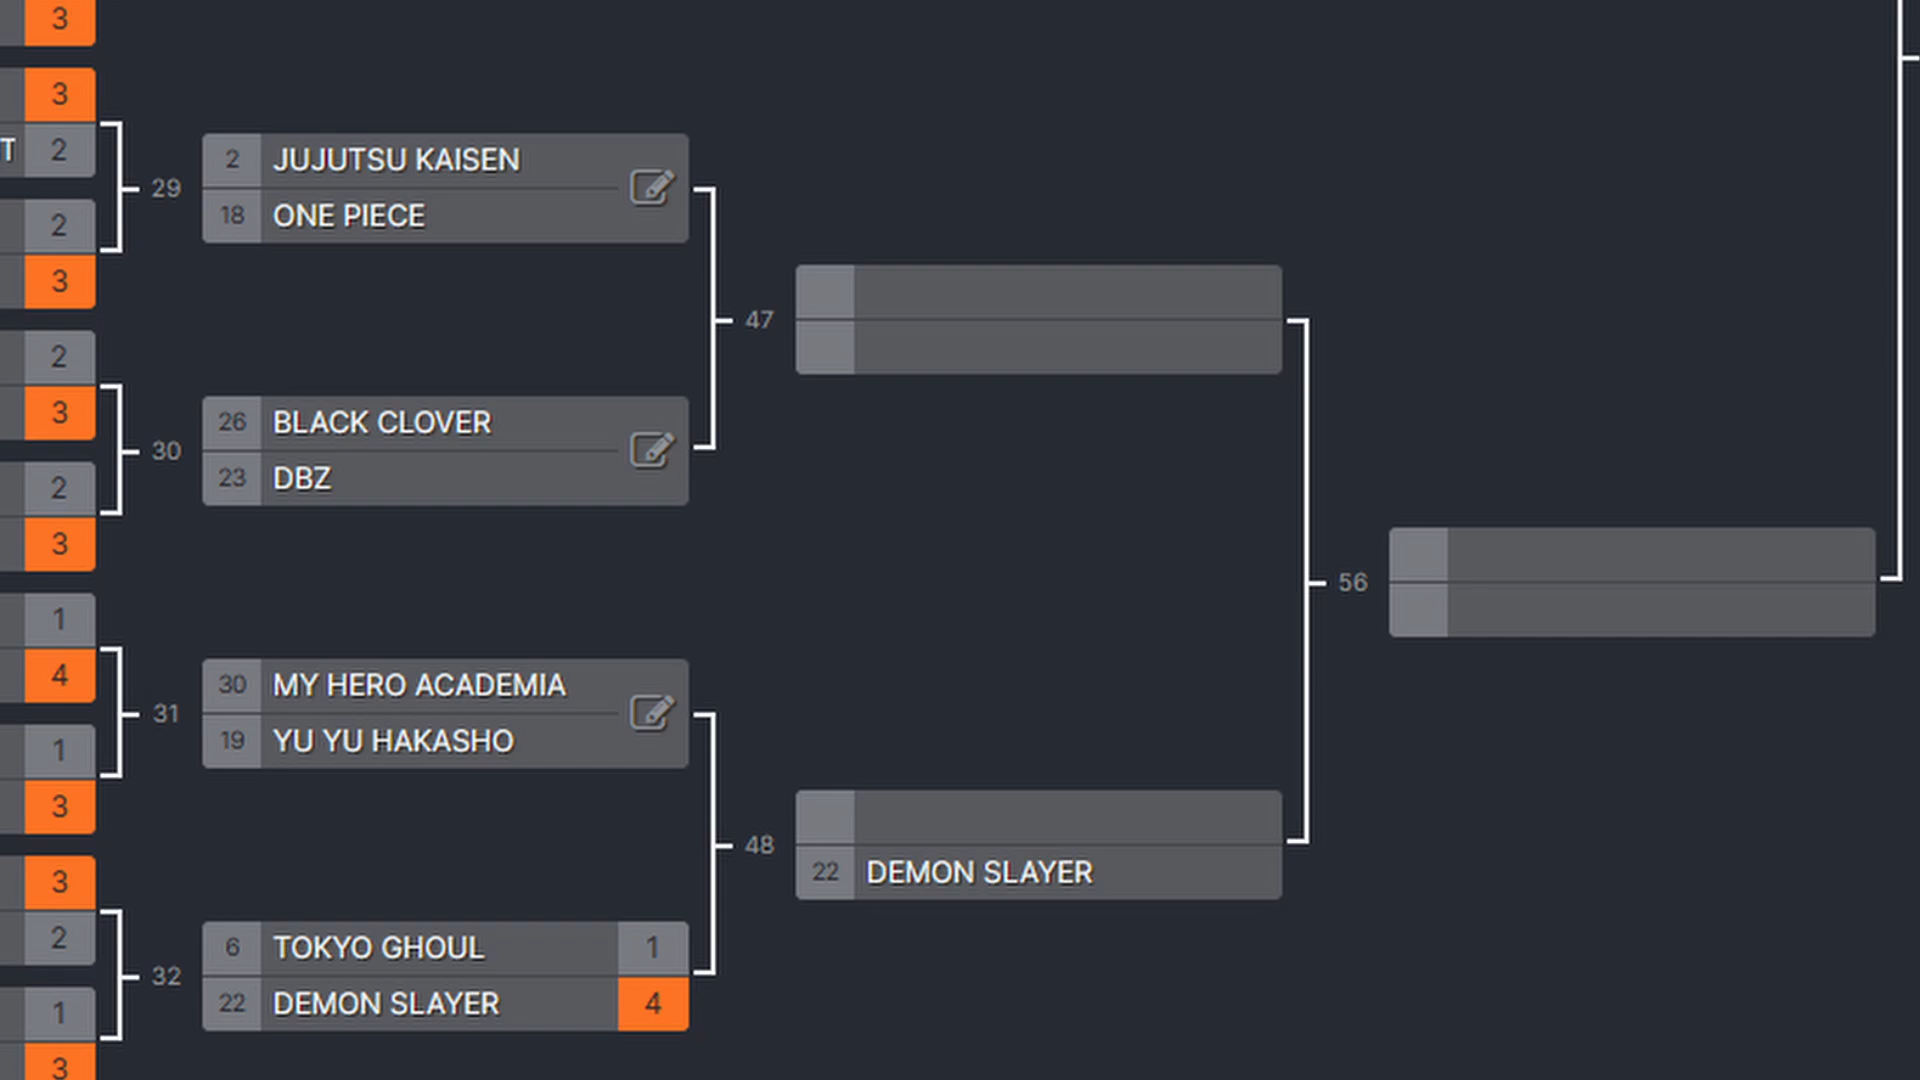 3
3
T 2
2
3
2
3
2
3
1
4
1
3
3
2
1
3
29
2 JUJUTSU KAISEN
18 ONE PIECE
30
26 BLACK CLOVER
23 DBZ
31
30 MY HERO ACADEMIA
19 YU YU HAKASHO
32
6 TOKYO GHOUL 1
22 DEMON SLAYER 4
47
48
22 DEMON SLAYER
56